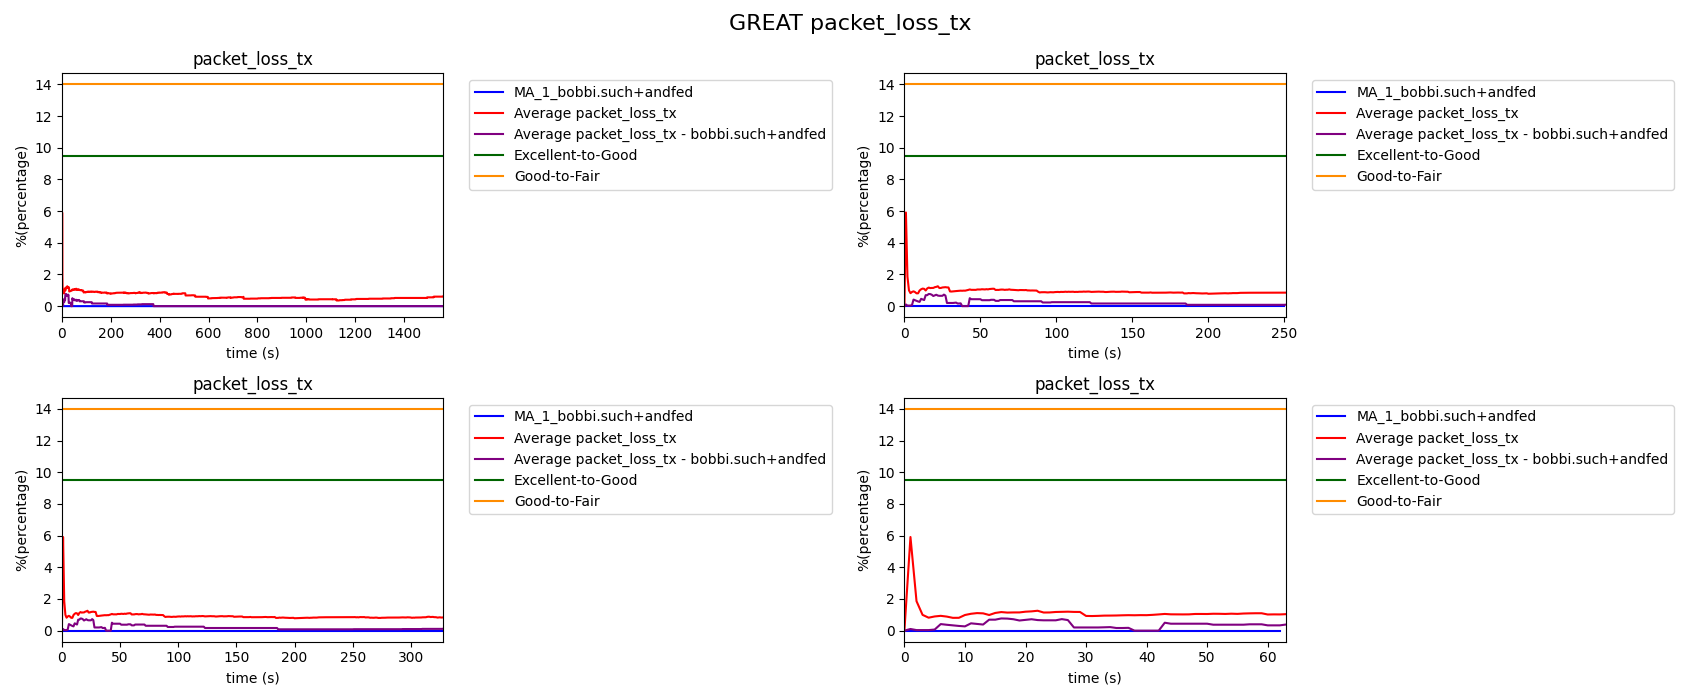 GREAT packet_loss_tx
packet_loss_tx
14
12
10
8
6
4
2
0
%(percentage)
0 200 400 600 800 1000 1200 1400
time (s)
MA_1_bobbi.such+andfed
Average packet_loss_tx
Average packet_loss_tx - bobbi.such+andfed
Excellent-to-Good
Good-to-Fair
packet_loss_tx
14
12
10
8
6
4
2
0
%(percentage)
0 50 100 150 200 250
time (s)
MA_1_bobbi.such+andfed
Average packet_loss_tx
Average packet_loss_tx - bobbi.such+andfed
Excellent-to-Good
Good-to-Fair
packet_loss_tx
14
12
10
8
6
4
2
0
%(percentage)
0 50 100 150 200 250 300
time (s)
MA_1_bobbi.such+andfed
Average packet_loss_tx
Average packet_loss_tx - bobbi.such+andfed
Excellent-to-Good
Good-to-Fair
packet_loss_tx
14
12
10
8
6
4
2
0
%(percentage)
0 10 20 30 40 50 60
time (s)
MA_1_bobbi.such+andfed
Average packet_loss_tx
Average packet_loss_tx - bobbi.such+andfed
Excellent-to-Good
Good-to-Fair